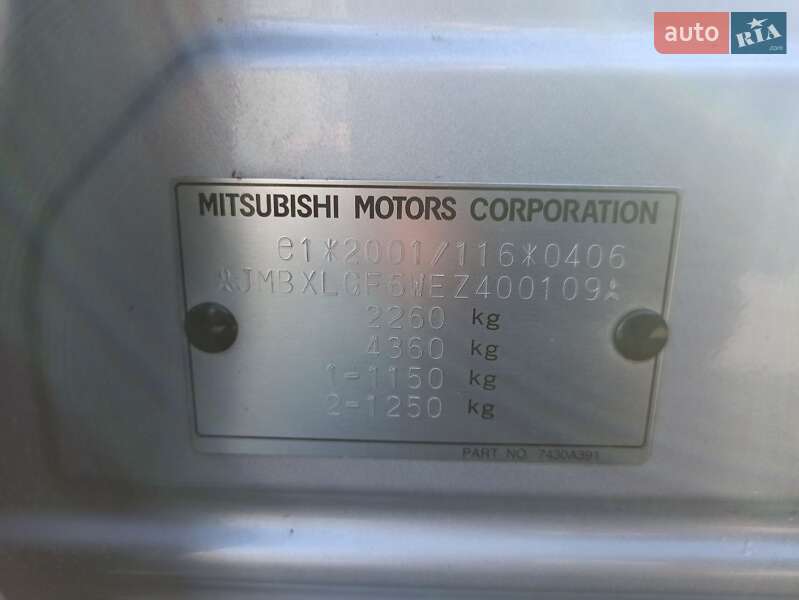 auto RIA .com
MITSUBISHI MOTORS CORPORATION
e1*2001/116*0406
*JMBXLGF6WEZ400109*
2260 kg
4360 kg
1-1150 kg
2-1250 kg
PART NO. 7430A391